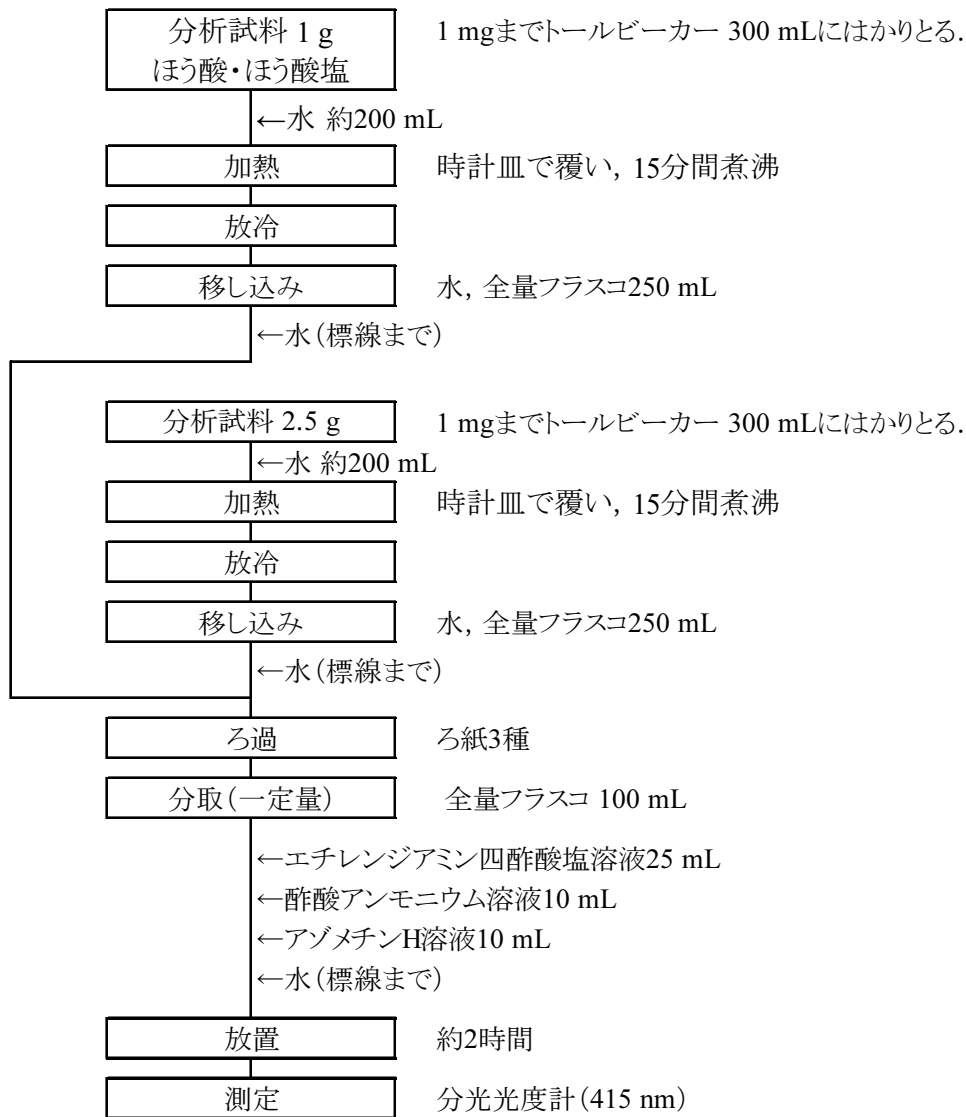 分析試料 1 g
ほう酸・ほう酸塩
1 mgまでトールビーカー 300 mLにはかりとる.
←水 約200 mL
加熱
時計皿で覆い, 15分間煮沸
放冷
移し込み
水, 全量フラスコ250 mL
←水(標線まで)
分析試料 2.5 g
1 mgまでトールビーカー 300 mLにはかりとる.
←水 約200 mL
加熱
時計皿で覆い, 15分間煮沸
放冷
移し込み
水, 全量フラスコ250 mL
←水(標線まで)
ろ過
ろ紙3種
分取(一定量)
全量フラスコ 100 mL
←エチレンジアミン四酢酸塩溶液25 mL
←酢酸アンモニウム溶液10 mL
←アゾメチンH溶液10 mL
←水(標線まで)
放置
約2時間
測定
分光光度計(415 nm)